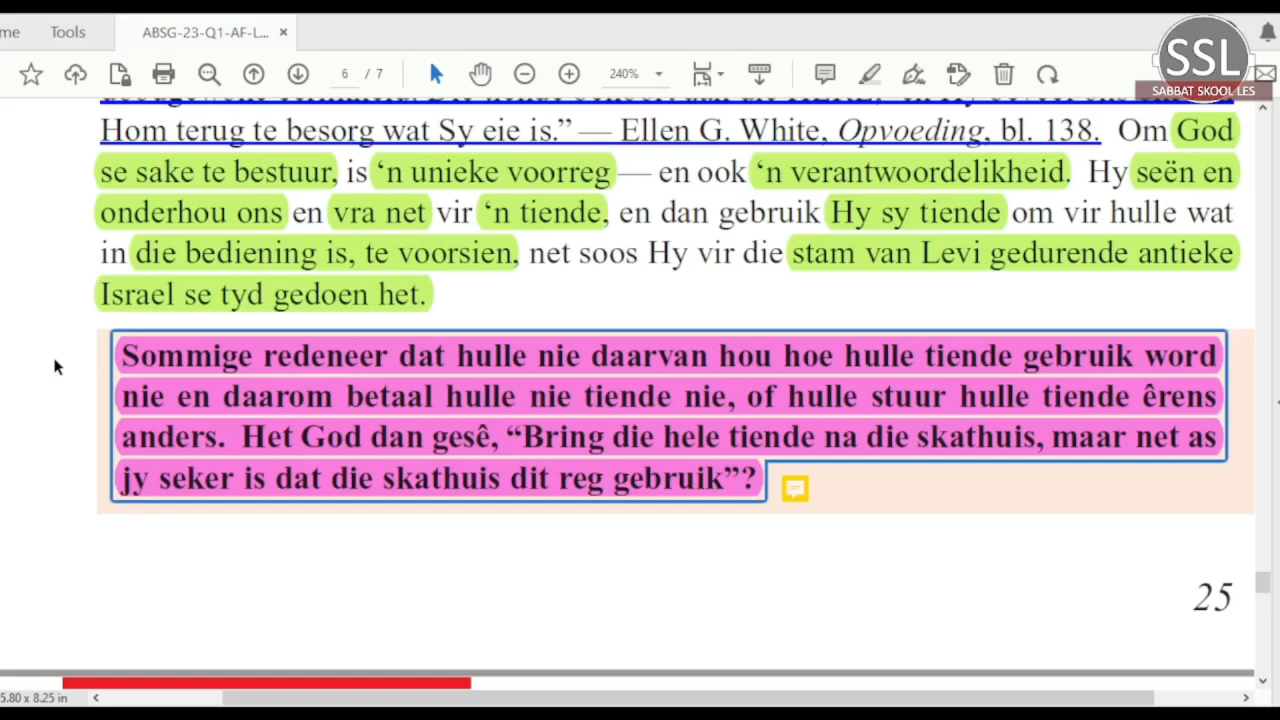 me
Tools
ABSG-23-Q1-AF-L... ×
SSL
SABBAT SKOOL LES
6 / 7
240%
Hom terug te besorg wat Sy eie is.” — Ellen G. White, Opvoeding, bl. 138. Om God
se sake te bestuur, is ‘n unieke voorreg — en ook ‘n verantwoordelikheid. Hy seën en
onderhou ons en vra net vir ‘n tiende, en dan gebruik Hy sy tiende om vir hulle wat
in die bediening is, te voorsien, net soos Hy vir die stam van Levi gedurende antieke
Israel se tyd gedoen het.
Sommige redeneer dat hulle nie daarvan hou hoe hulle tiende gebruik word
nie en daarom betaal hulle nie tiende nie, of hulle stuur hulle tiende êrens
anders. Het God dan gesê, “Bring die hele tiende na die skathuis, maar net as
jy seker is dat die skathuis dit reg gebruik”?
25
5.80 x 8.25 in